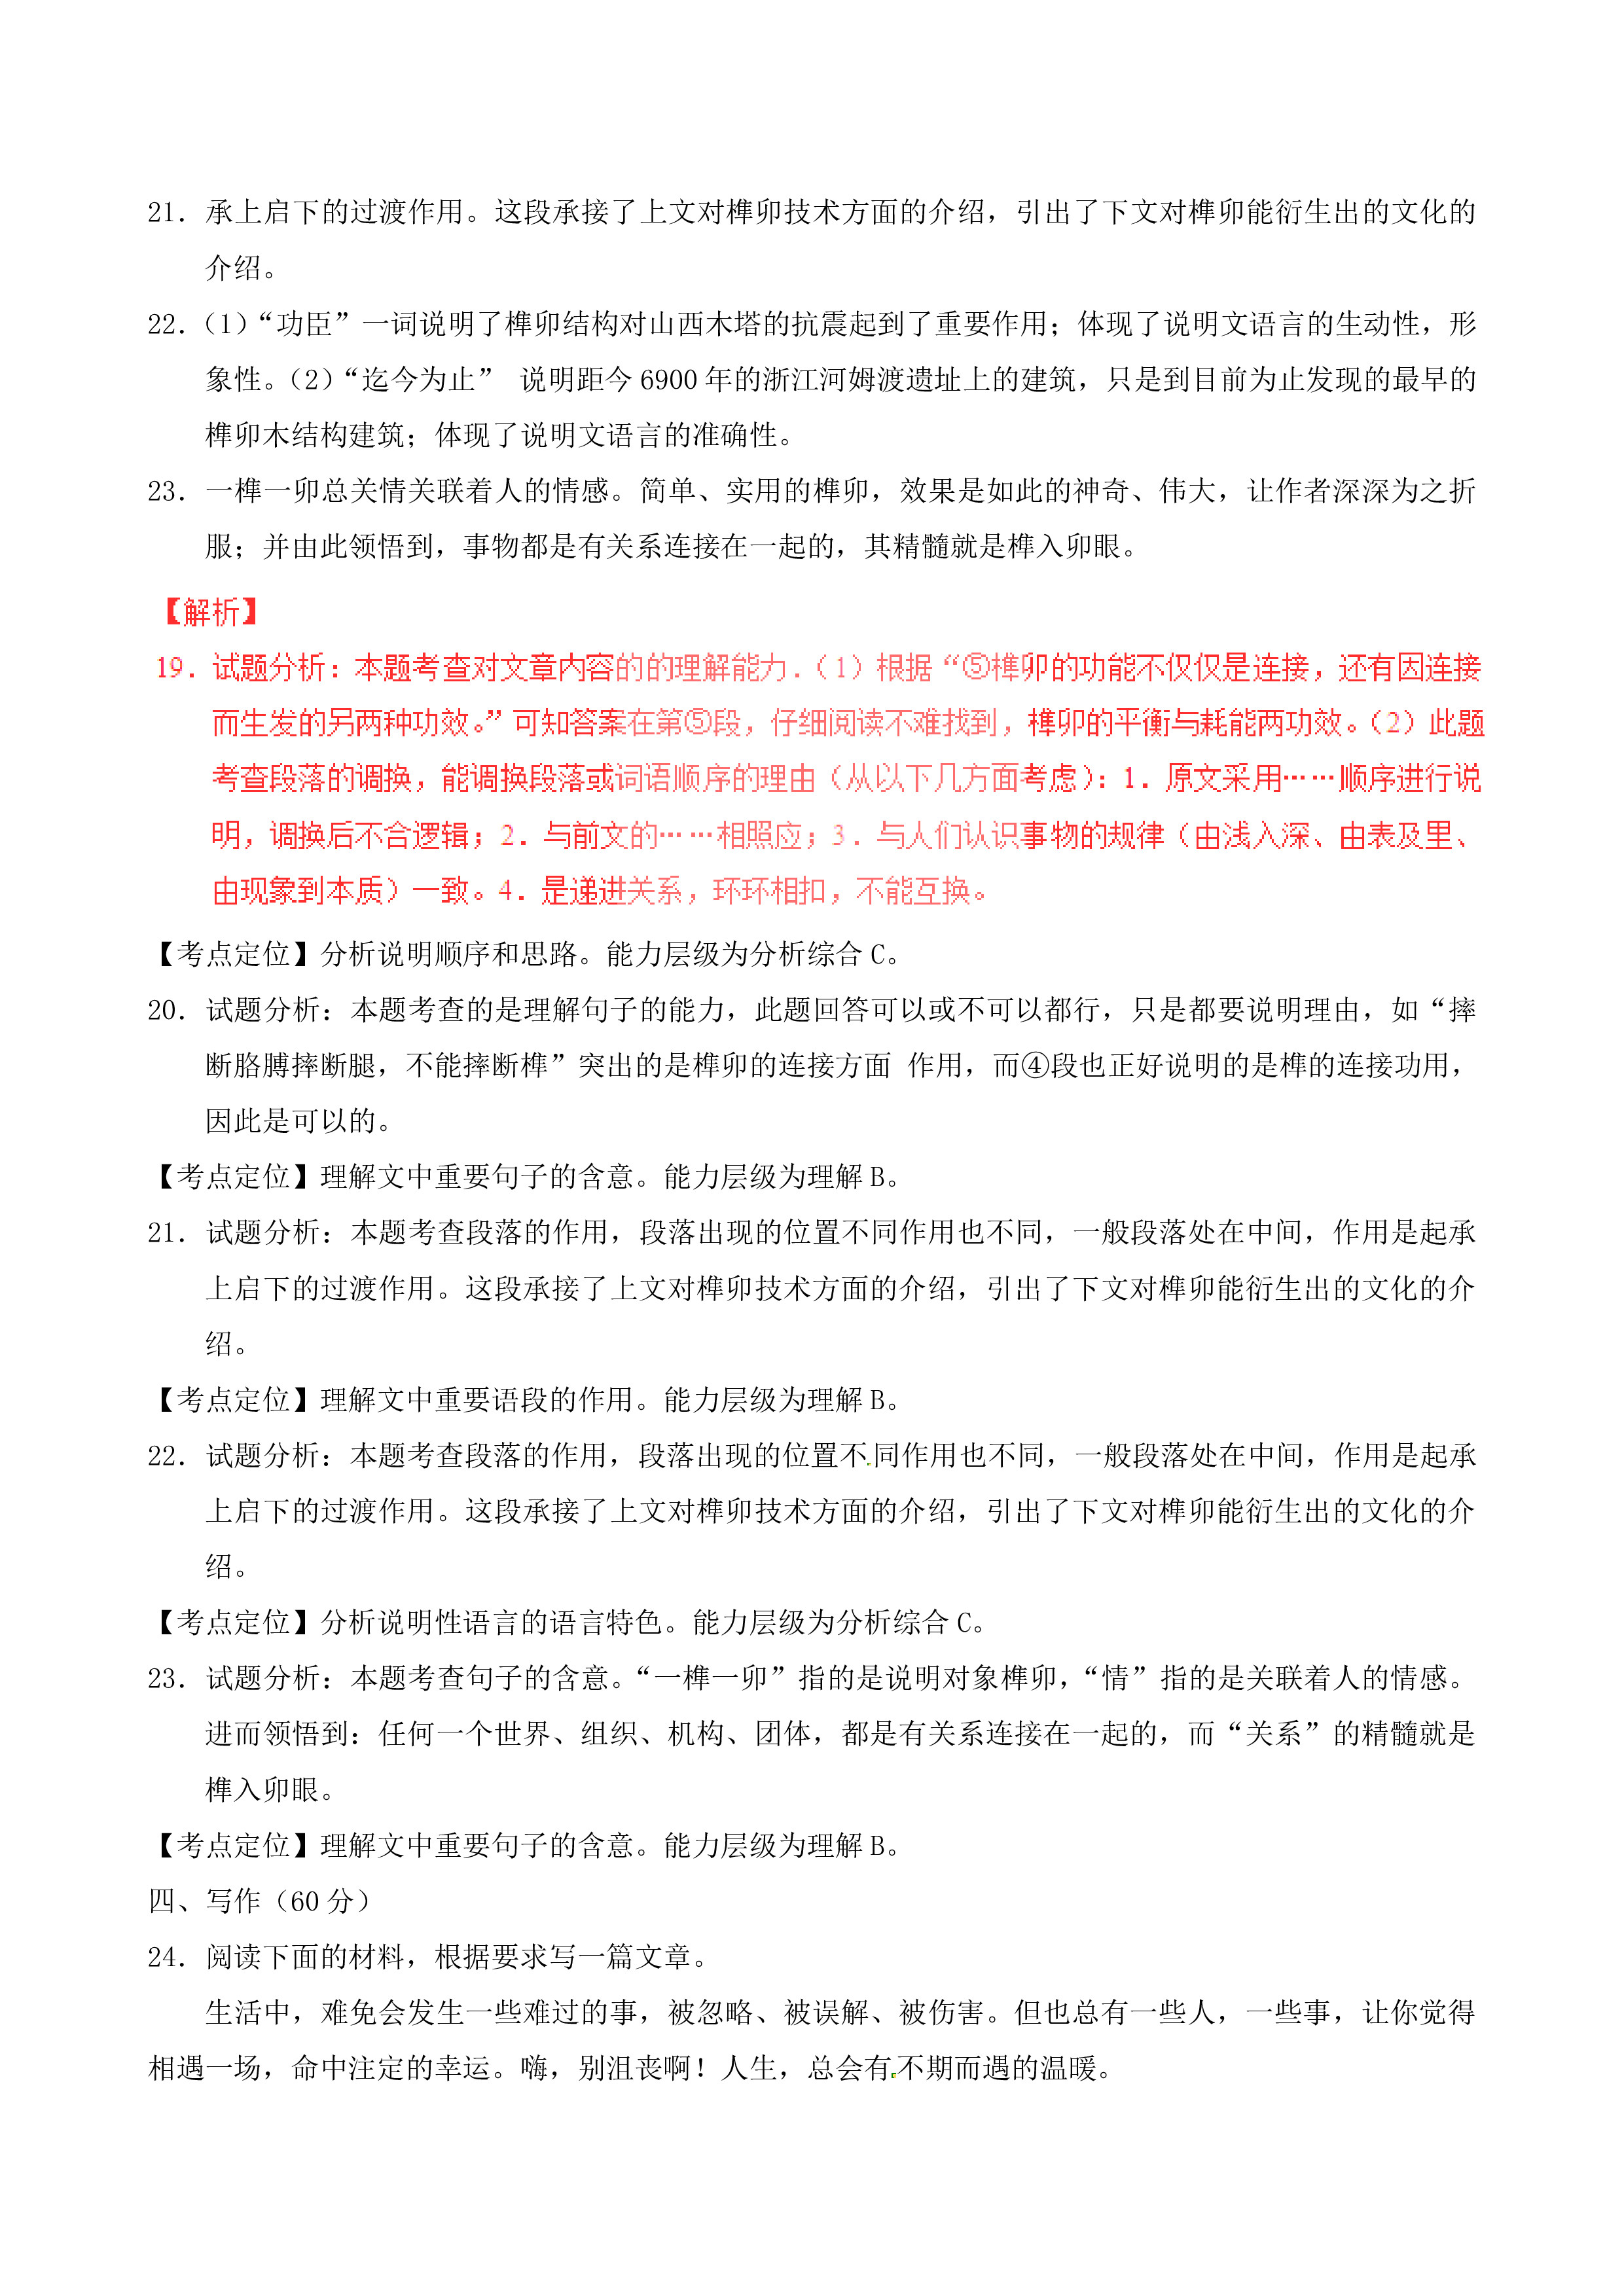 21．承上启下的过渡作用。这段承接了上文对榫卯技术方面的介绍，引出了下文对榫卯能衍生出的文化的
介绍。
22．（1）“功臣”一词说明了榫卯结构对山西木塔的抗震起到了重要作用；体现了说明文语言的生动性，形
象性。（2）“迄今为止” 说明距今 6900 年的浙江河姆渡遗址上的建筑，只是到目前为止发现的最早的
榫卯木结构建筑；体现了说明文语言的准确性。
23．一榫一卯总关情关联着人的情感。简单、实用的榫卯，效果是如此的神奇、伟大，让作者深深为之折
服；并由此领悟到，事物都是有关系连接在一起的，其精髓就是榫入卯眼。
【解析】
19．试题分析：本题考查对文章内容的的理解能力．（1）根据“⑤榫卯的功能不仅仅是连接，还有因连接
而生发的另两种功效。”可知答案在第⑤段，仔细阅读不难找到，榫卯的平衡与耗能两功效。（2）此题
考查段落的调换，能调换段落或词语顺序的理由（从以下几方面考虑）：1．原文采用……顺序进行说
明，调换后不合逻辑；2．与前文的……相照应；3．与人们认识事物的规律（由浅入深、由表及里、
由现象到本质）一致。4．是递进关系，环环相扣，不能互换。
【考点定位】分析说明顺序和思路。能力层级为分析综合 C。
20．试题分析：本题考查的是理解句子的能力，此题回答可以或不可以都行，只是都要说明理由，如“摔
断胳膊摔断腿，不能摔断榫”突出的是榫卯的连接方面 作用，而④段也正好说明的是榫的连接功用，
因此是可以的。
【考点定位】理解文中重要句子的含意。能力层级为理解 B。
21．试题分析：本题考查段落的作用，段落出现的位置不同作用也不同，一般段落处在中间，作用是起承
上启下的过渡作用。这段承接了上文对榫卯技术方面的介绍，引出了下文对榫卯能衍生出的文化的介
绍。
【考点定位】理解文中重要语段的作用。能力层级为理解 B。
22．试题分析：本题考查段落的作用，段落出现的位置不同作用也不同，一般段落处在中间，作用是起承
上启下的过渡作用。这段承接了上文对榫卯技术方面的介绍，引出了下文对榫卯能衍生出的文化的介
绍。
【考点定位】分析说明性语言的语言特色。能力层级为分析综合 C。
23．试题分析：本题考查句子的含意。“一榫一卯”指的是说明对象榫卯，“情”指的是关联着人的情感。
进而领悟到：任何一个世界、组织、机构、团体，都是有关系连接在一起的，而“关系”的精髓就是
榫入卯眼。
【考点定位】理解文中重要句子的含意。能力层级为理解 B。
四、写作（60 分）
24．阅读下面的材料，根据要求写一篇文章。
生活中，难免会发生一些难过的事，被忽略、被误解、被伤害。但也总有一些人，一些事，让你觉得
相遇一场，命中注定的幸运。嗨，别沮丧啊！人生，总会有不期而遇的温暖。